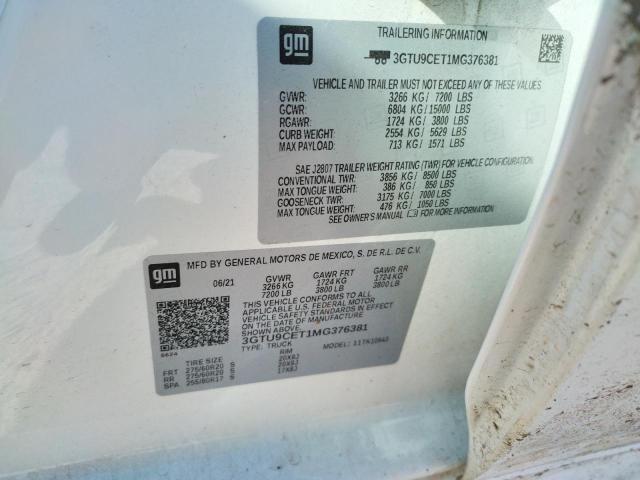 gm
TRAILERING INFORMATION
3GTU9CET1MG376381
VEHICLE AND TRAILER MUST NOT EXCEED ANY OF THESE VALUES
GVWR: 3266 KG / 7200 LBS
GCWR: 6804 KG / 15000 LBS
RGAWR: 1724 KG / 3800 LBS
CURB WEIGHT: 2554 KG / 5629 LBS
MAX PAYLOAD: 713 KG / 1571 LBS
SAE J2807 TRAILER WEIGHT RATING (TWR) FOR VEHICLE CONFIGURATION:
CONVENTIONAL TWR: 3856 KG / 8500 LBS
MAX TONGUE WEIGHT: 386 KG / 850 LBS
GOOSENECK TWR: 3175 KG / 7000 LBS
MAX TONGUE WEIGHT: 476 KG / 1050 LBS
SEE OWNER'S MANUAL FOR MORE INFORMATION
gm
MFD BY GENERAL MOTORS DE MEXICO, S. DE R.L. DE C.V.
06/21 GVWR GAWR FRT GAWR RR
3266 KG 1724 KG 1724 KG
7200 LB 3800 LB 3800 LB
THIS VEHICLE CONFORMS TO ALL
APPLICABLE U.S. FEDERAL MOTOR
VEHICLE SAFETY STANDARDS IN EFFECT
ON THE DATE OF MANUFACTURE
SHOWN ABOVE.
3GTU9CET1MG376381
TYPE: TRUCK
TIRE SIZE RIM
FRT 275/60R20 S 20X9J
RR 275/60R20 S 20X9J
SPA 255/80R17 S 17X8J